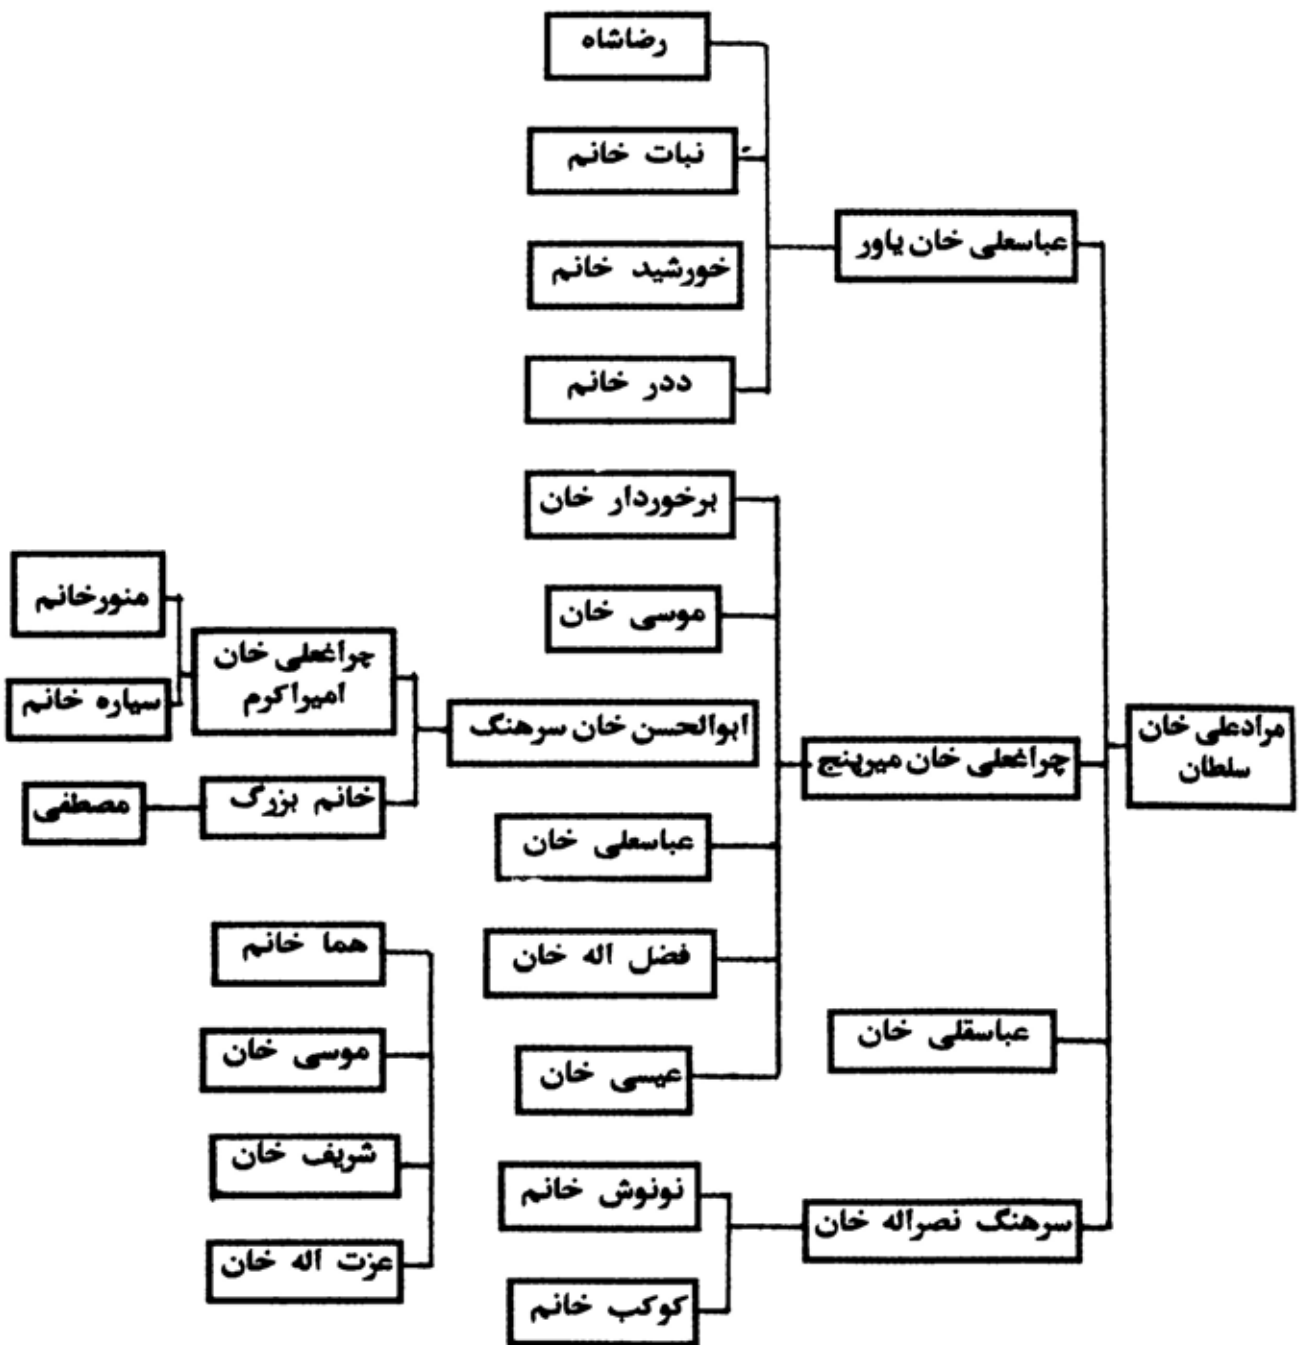 رضاشاه
نبات خانم
عباسعلی خان یاور
خورشید خانم
ددر خانم
برخوردار خان
موسی خان
منورخانم
چراغعلی خان
امیراکرم
سیاره خانم
ابوالحسن خان سرهنگ
مرادعلی خان
سلطان
چراغعلی خان میرپنج
خانم بزرگ
مصطفی
عباسعلی خان
هما خانم
فضل اله خان
عباسقلی خان
موسی خان
عیسی خان
شریف خان
نونوش خانم
سرهنگ نصراله خان
عزت اله خان
کوکب خانم